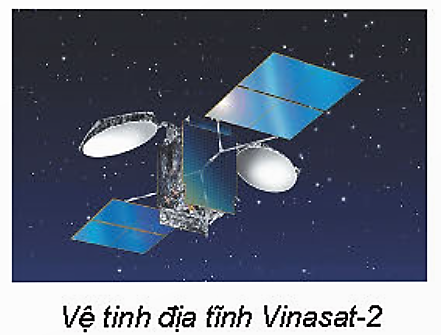 Vệ tinh địa tĩnh Vinasat-2